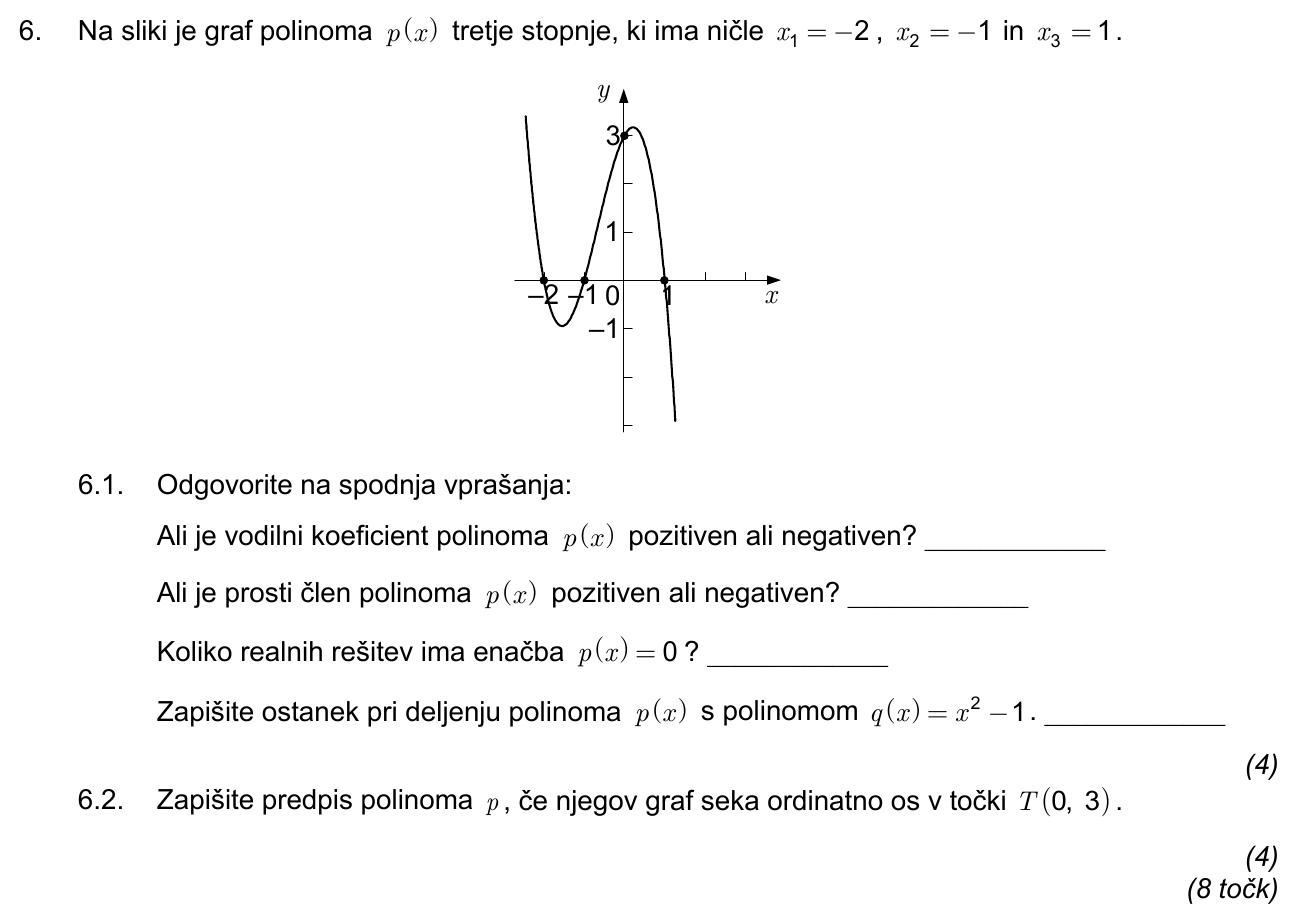 6. Na sliki je graf polinoma p(x) tretje stopnje, ki ima ničle x₁ = −2, x₂ = −1 in x₃ = 1.
y
3
1
−2 −1 0 1 x
−1
6.1. Odgovorite na spodnja vprašanja:
Ali je vodilni koeficient polinoma p(x) pozitiven ali negativen? ____________
Ali je prosti člen polinoma p(x) pozitiven ali negativen? ____________
Koliko realnih rešitev ima enačba p(x) = 0? ____________
Zapišite ostanek pri deljenju polinoma p(x) s polinomom q(x) = x² − 1. ____________
(4)
6.2. Zapišite predpis polinoma p, če njegov graf seka ordinatno os v točki T(0, 3).
(4)
(8 točk)